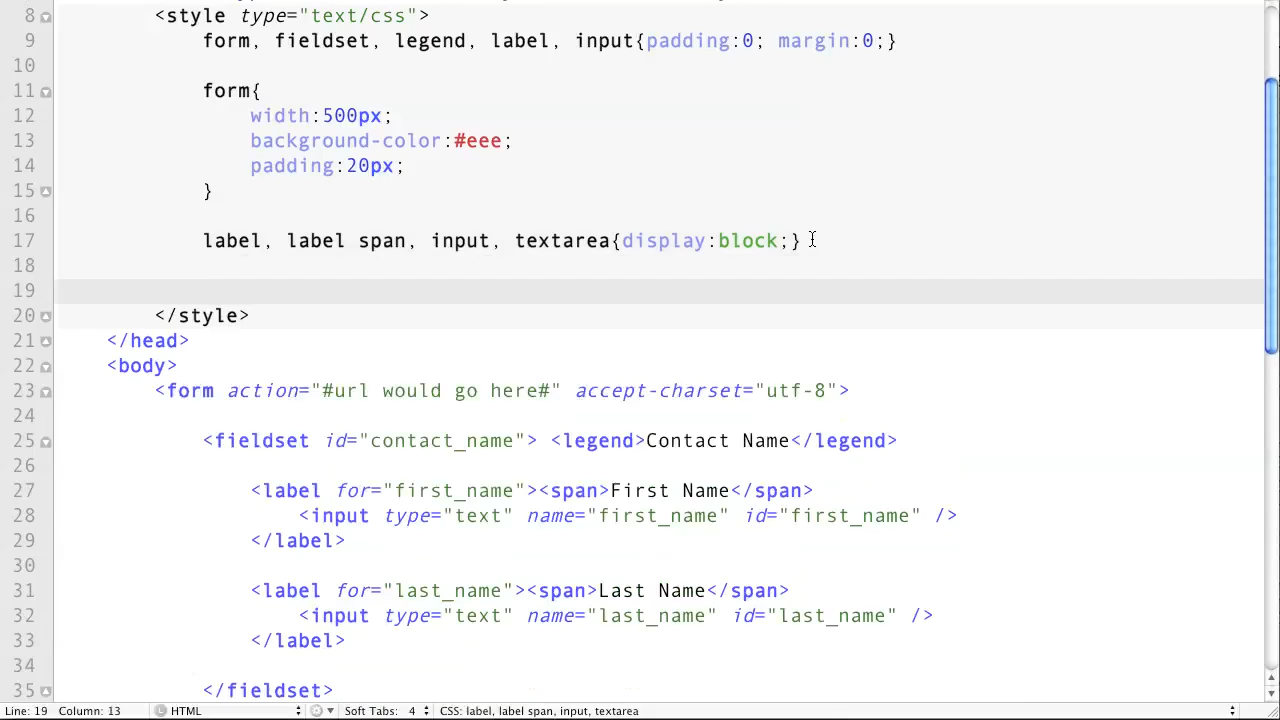 8 <style type="text/css">
9 form, fieldset, legend, label, input{padding:0; margin:0;}
10
11 form{
12 width:500px;
13 background-color:#eee;
14 padding:20px;
15 }
16
17 label, label span, input, textarea{display:block;}
18
19
20 </style>
21 </head>
22 <body>
23 <form action="#url would go here#" accept-charset="utf-8">
24
25 <fieldset id="contact_name"> <legend>Contact Name</legend>
26
27 <label for="first_name"><span>First Name</span>
28 <input type="text" name="first_name" id="first_name" />
29 </label>
30
31 <label for="last_name"><span>Last Name</span>
32 <input type="text" name="last_name" id="last_name" />
33 </label>
34
35 </fieldset>
Line: 19 Column: 13 L HTML Soft Tabs: 4 CSS: label, label span, input, textarea